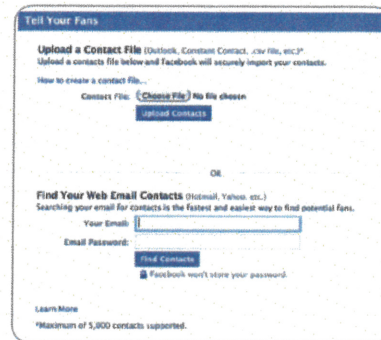 Tell Your Fans
Upload a Contact File (Outlook, Constant Contact, .csv file, etc.)*
Upload a contacts file below and Facebook will securely import your contacts.
How to create a contact file...
Contact File: Choose File No file chosen
Upload Contacts
OR
Find Your Web Email Contacts (Hotmail, Yahoo, etc.)
Searching your email for contacts is the fastest and easiest way to find potential fans.
Your Email:
Email Password:
Find Contacts
Facebook won't store your password.
Learn More
*Maximum of 5,000 contacts supported.